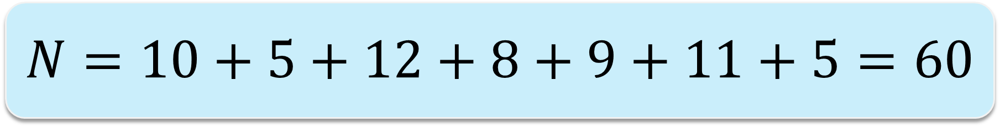 N = 10 + 5 + 12 + 8 + 9 + 11 + 5 = 60